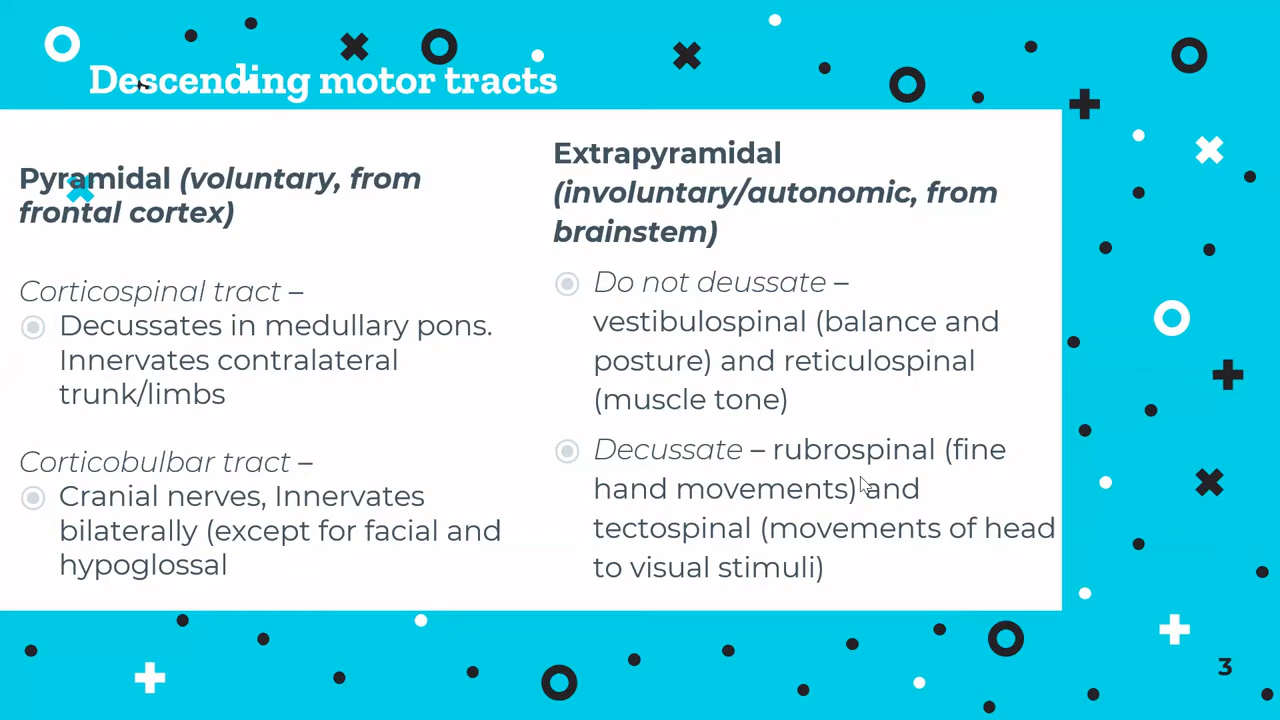 Descending motor tracts
Pyramidal (voluntary, from
frontal cortex)
Corticospinal tract –
Decussates in medullary pons.
Innervates contralateral
trunk/limbs
Corticobulbar tract –
Cranial nerves, Innervates
bilaterally (except for facial and
hypoglossal
Extrapyramidal
(involuntary/autonomic, from
brainstem)
Do not deussate –
vestibulospinal (balance and
posture) and reticulospinal
(muscle tone)
Decussate – rubrospinal (fine
hand movements) and
tectospinal (movements of head
to visual stimuli)
3